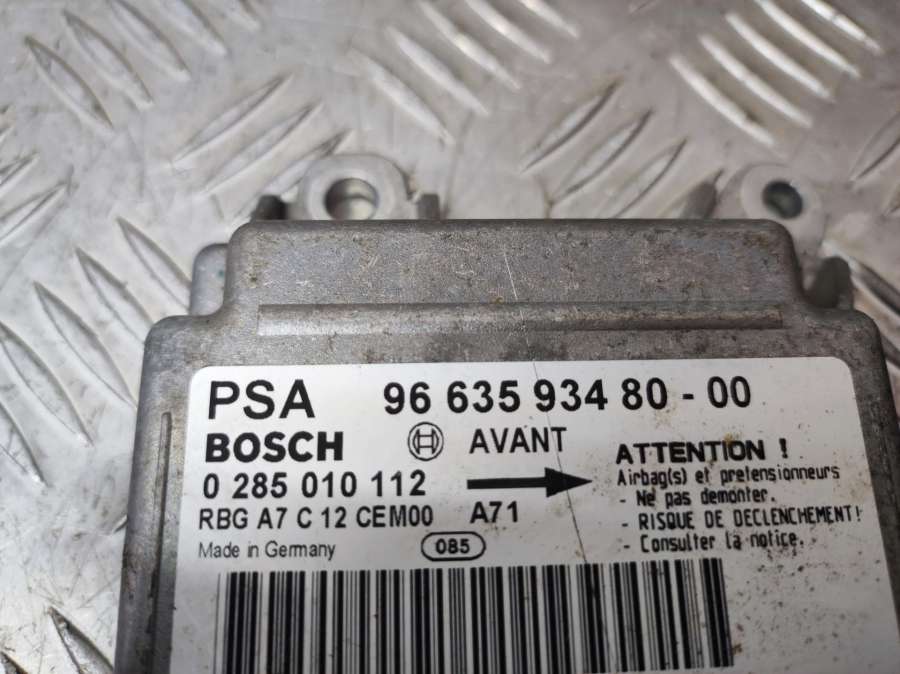 PSA 96 635 934 80 - 00
BOSCH AVANT
0 285 010 112
RBG A7 C 12 CEM00 A71
Made in Germany 085
ATTENTION !
Airbag(s) et pretensionneurs
- Ne pas demonter.
- RISQUE DE DECLENCHEMENT!
- Consulter la notice.